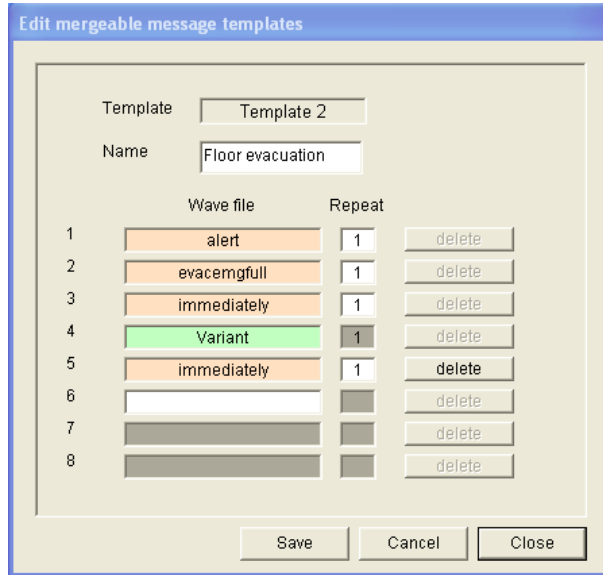 Edit mergeable message templates
Template Template 2
Name Floor evacuation
Wave file Repeat
1 alert 1 delete
2 evacemgfull 1 delete
3 immediately 1 delete
4 Variant 1 delete
5 immediately 1 delete
6 delete
7 delete
8 delete
Save Cancel Close